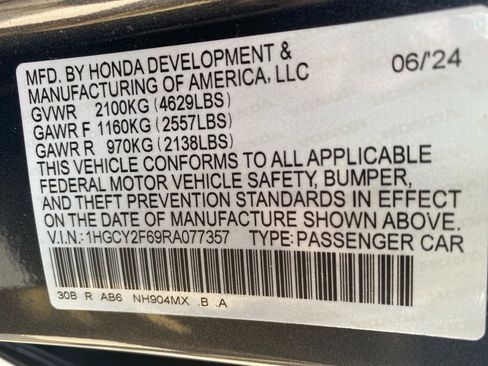 MFD. BY HONDA DEVELOPMENT & 06/'24
MANUFACTURING OF AMERICA, LLC
GVWR 2100KG (4629LBS)
GAWR F 1160KG (2557LBS)
GAWR R 970KG (2138LBS)
THIS VEHICLE CONFORMS TO ALL APPLICABLE
FEDERAL MOTOR VEHICLE SAFETY, BUMPER,
AND THEFT PREVENTION STANDARDS IN EFFECT
ON THE DATE OF MANUFACTURE SHOWN ABOVE.
V.I.N.: 1HGCY2F69RA077357 TYPE: PASSENGER CAR
30B R AB6 NH904MX .B .A